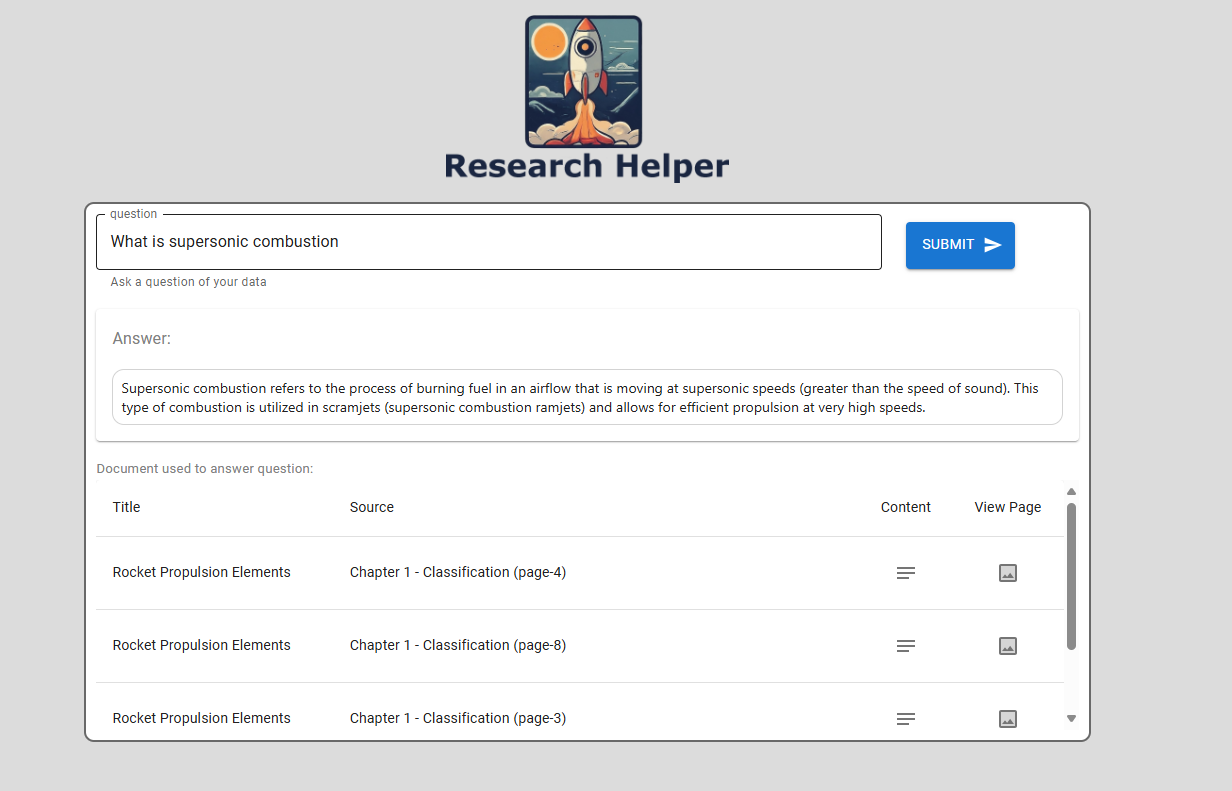 Research Helper
question
What is supersonic combustion
SUBMIT
Ask a question of your data
Answer:
Supersonic combustion refers to the process of burning fuel in an airflow that is moving at supersonic speeds (greater than the speed of sound). This
type of combustion is utilized in scramjets (supersonic combustion ramjets) and allows for efficient propulsion at very high speeds.
Document used to answer question:
Title Source Content View Page
Rocket Propulsion Elements Chapter 1 - Classification (page-4)
Rocket Propulsion Elements Chapter 1 - Classification (page-8)
Rocket Propulsion Elements Chapter 1 - Classification (page-3)